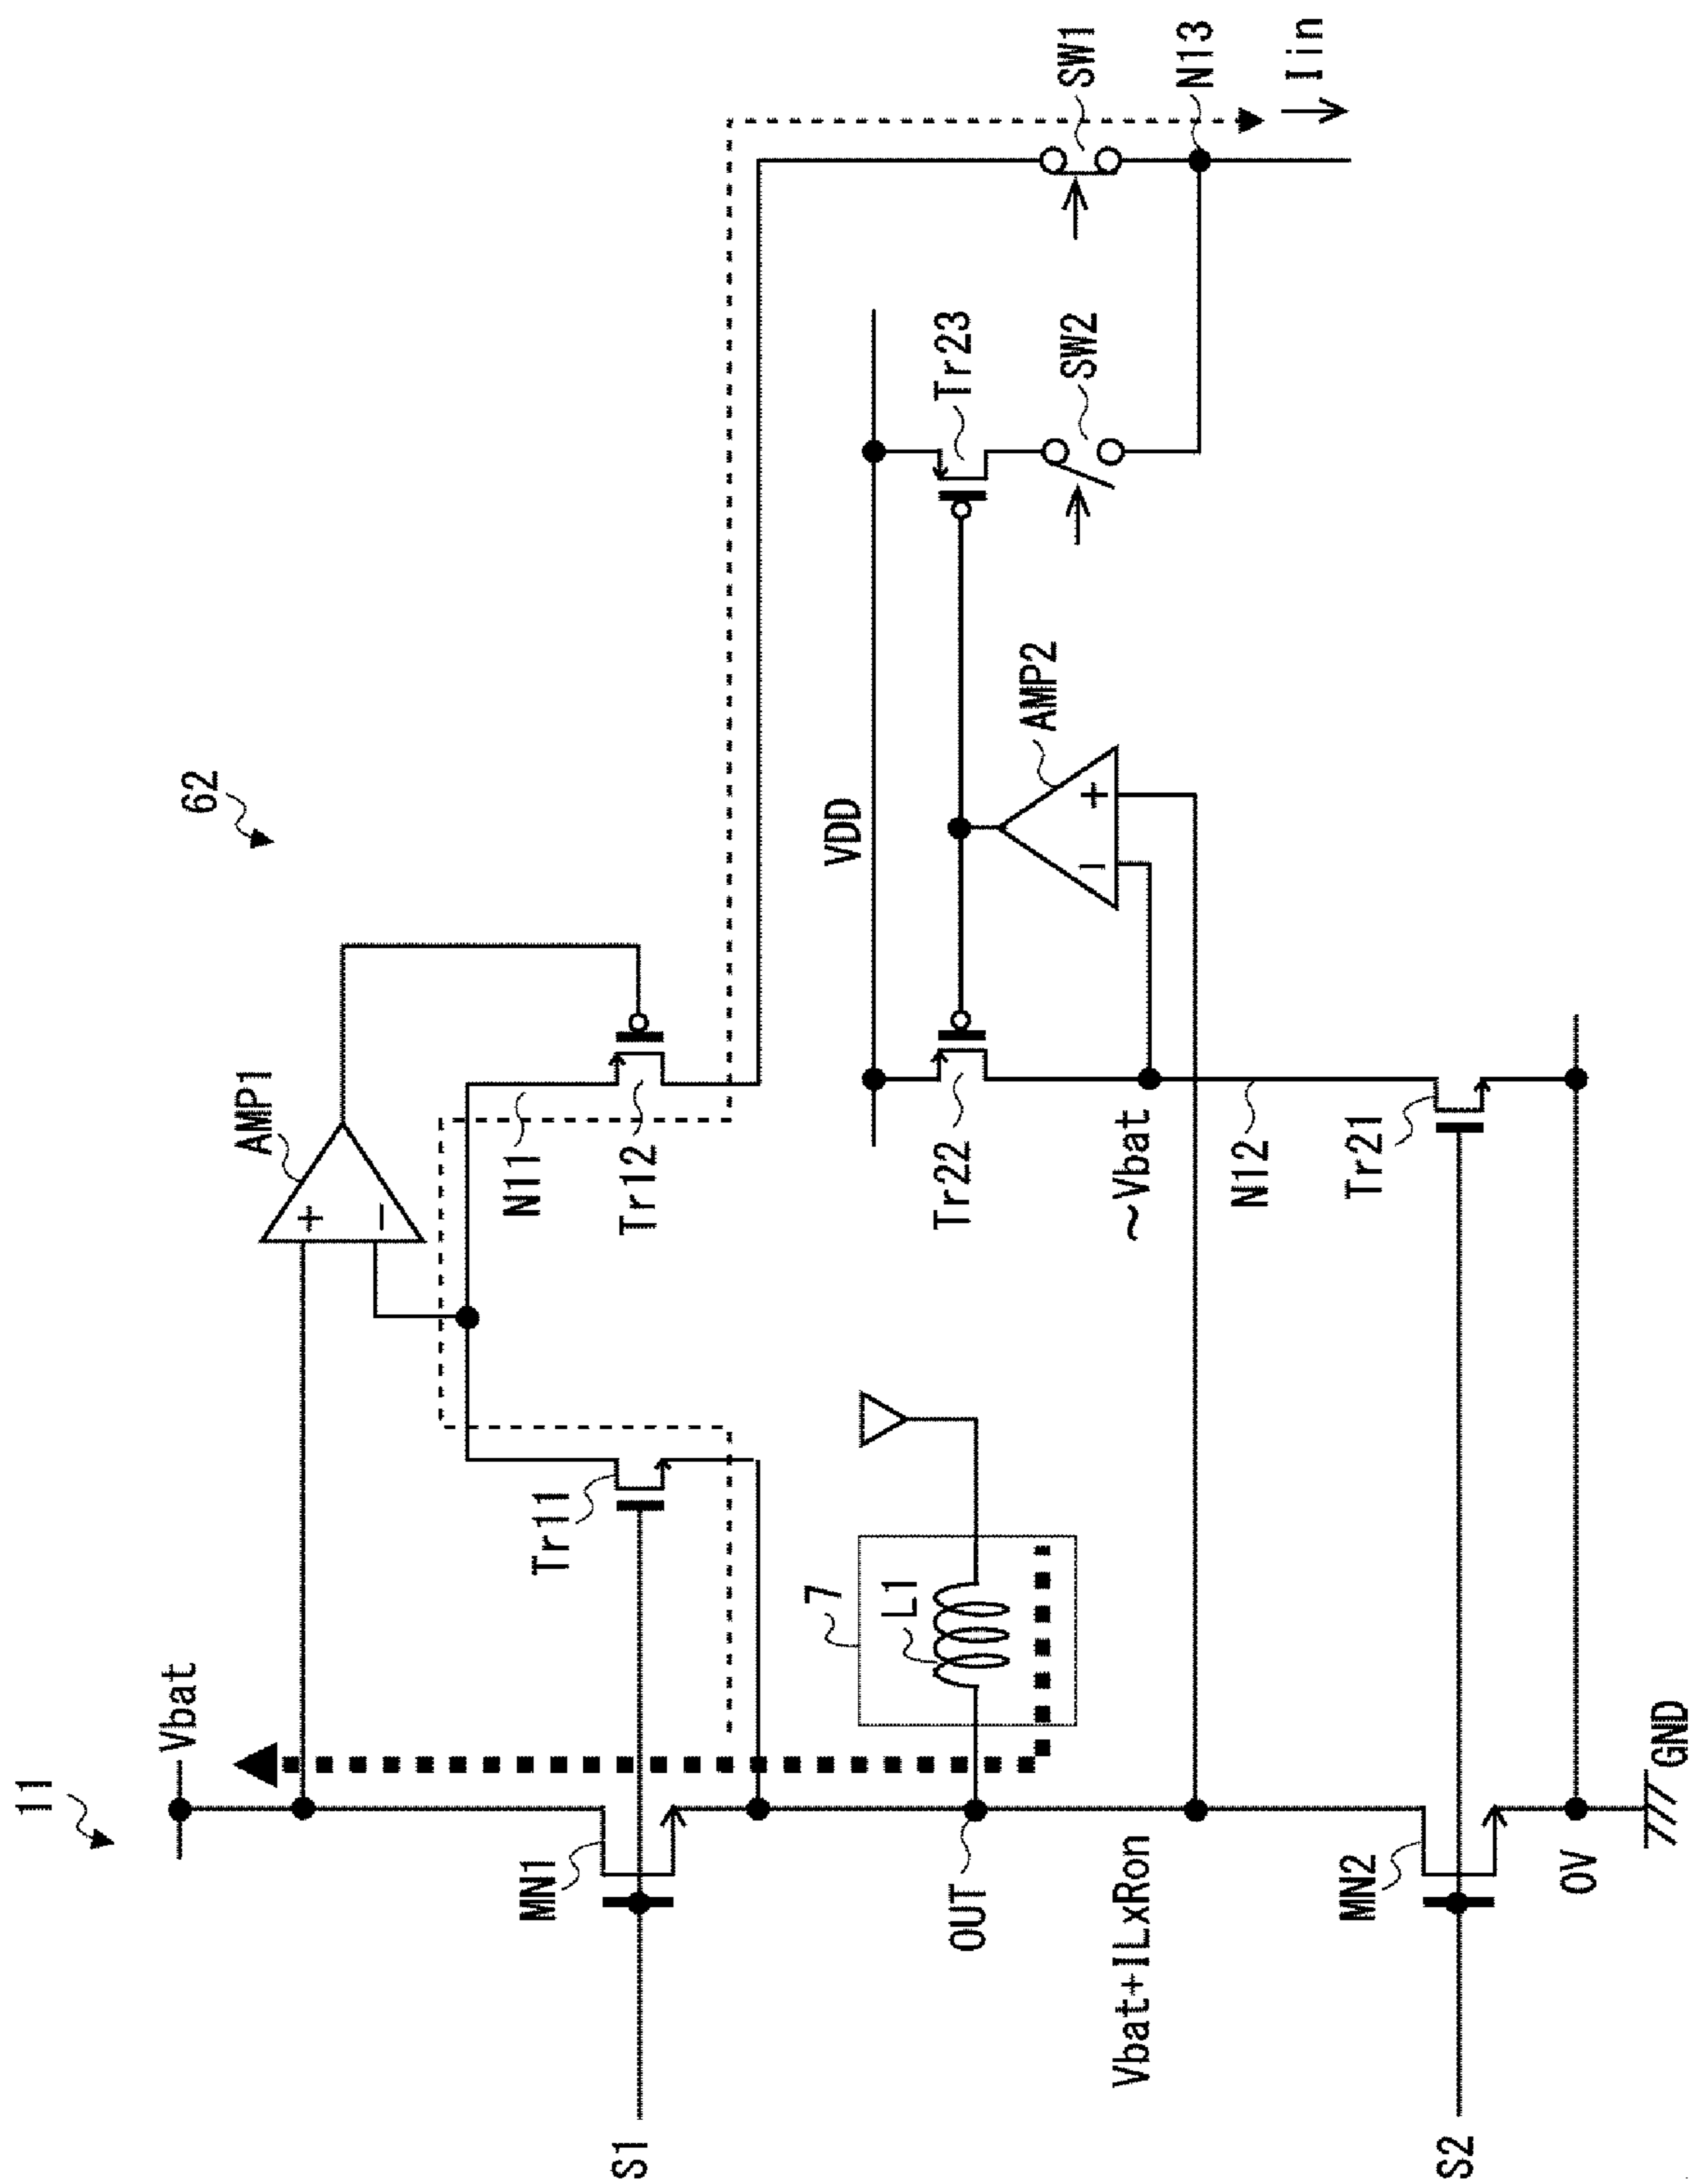 11
62
Vbat
AMP1
+
−
MN1
Tr11
N11
Tr12
S1
7
L1
VDD
Tr22
Tr23
SW1
OUT
AMP2
−
+
SW2
Vbat+ILxRon
~Vbat
N12
N13
Iin
MN2
Tr21
S2
0V
GND